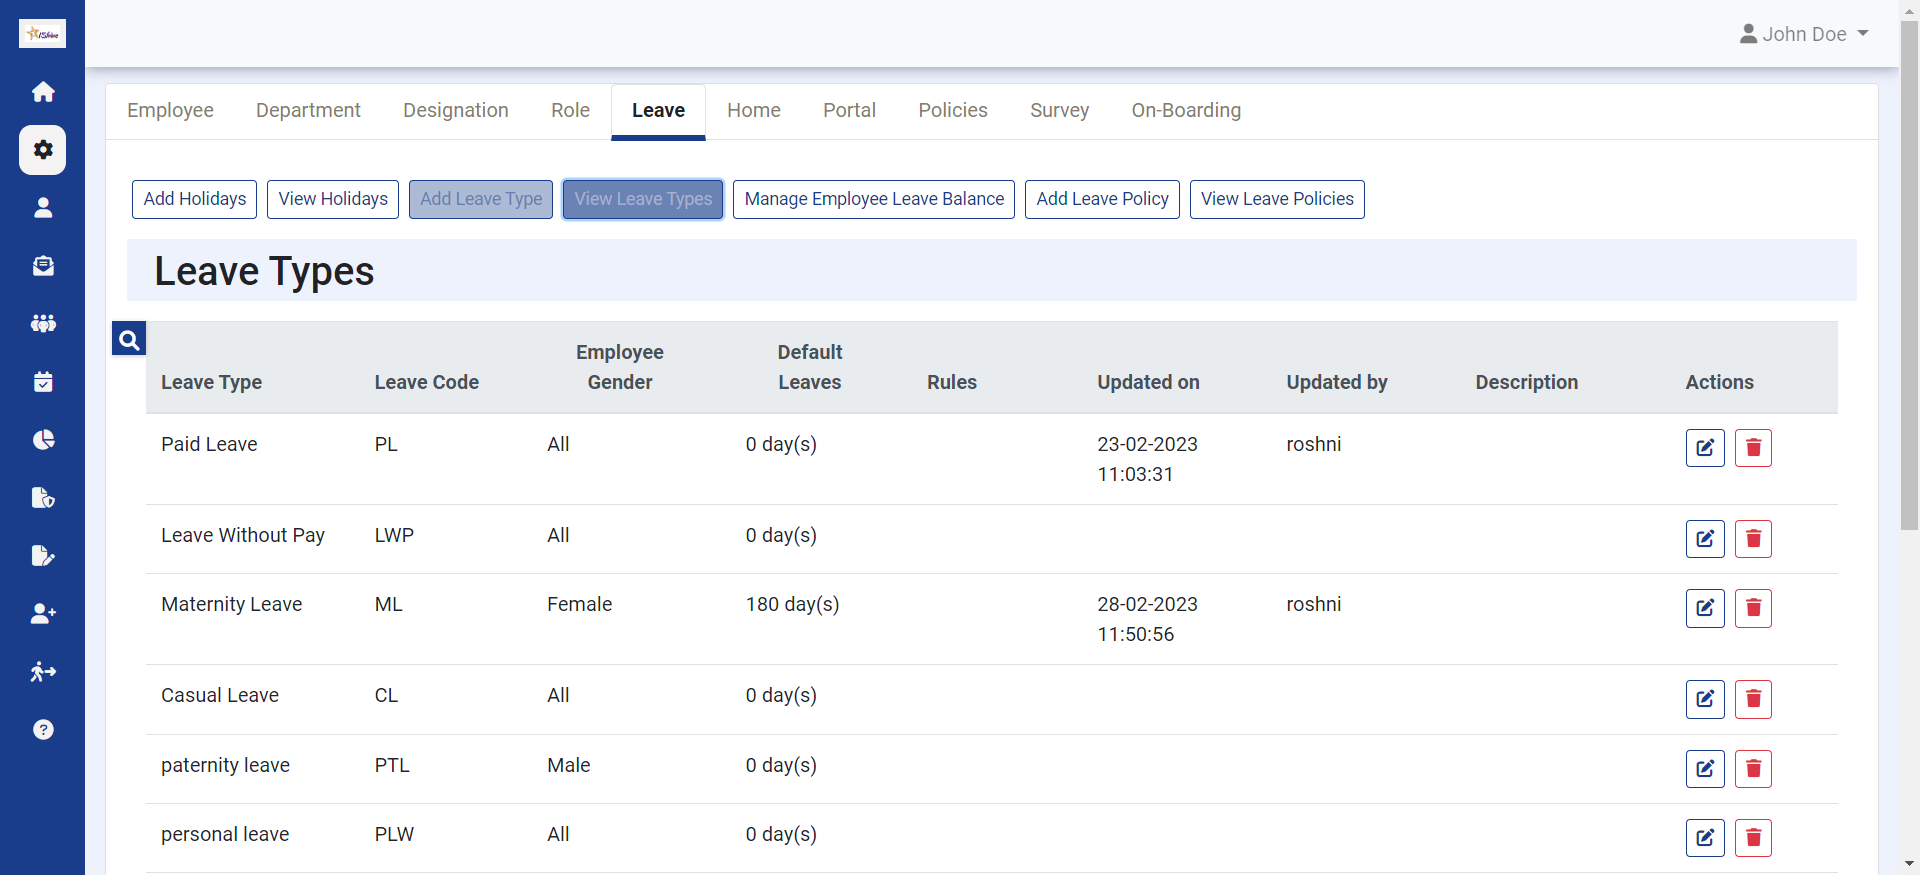 iShine
John Doe
Employee Department Designation Role Leave Home Portal Policies Survey On-Boarding
Add Holidays View Holidays Add Leave Type View Leave Types Manage Employee Leave Balance Add Leave Policy View Leave Policies
Leave Types
Leave Type Leave Code Employee Gender Default Leaves Rules Updated on Updated by Description Actions
Paid Leave PL All 0 day(s) 23-02-2023 11:03:31 roshni
Leave Without Pay LWP All 0 day(s)
Maternity Leave ML Female 180 day(s) 28-02-2023 11:50:56 roshni
Casual Leave CL All 0 day(s)
paternity leave PTL Male 0 day(s)
personal leave PLW All 0 day(s)